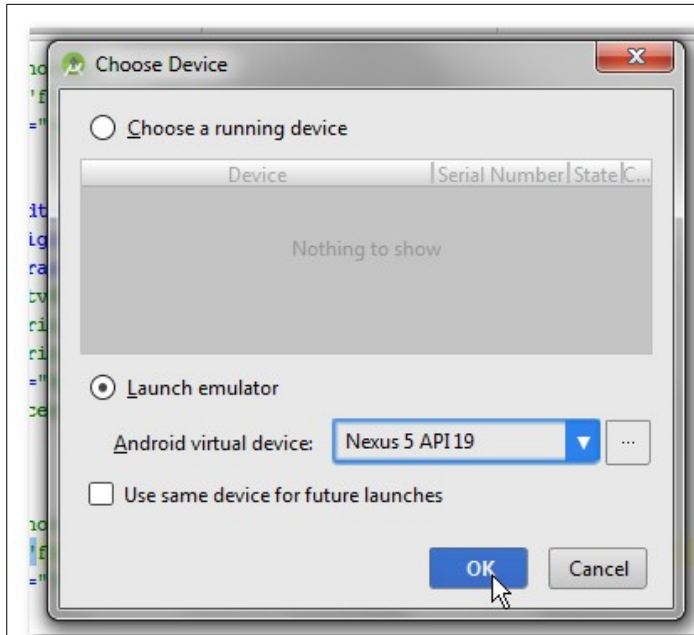 Choose Device
Choose a running device
Device Serial Number State C...
Nothing to show
Launch emulator
Android virtual device: Nexus 5 API 19 ...
Use same device for future launches
OK Cancel